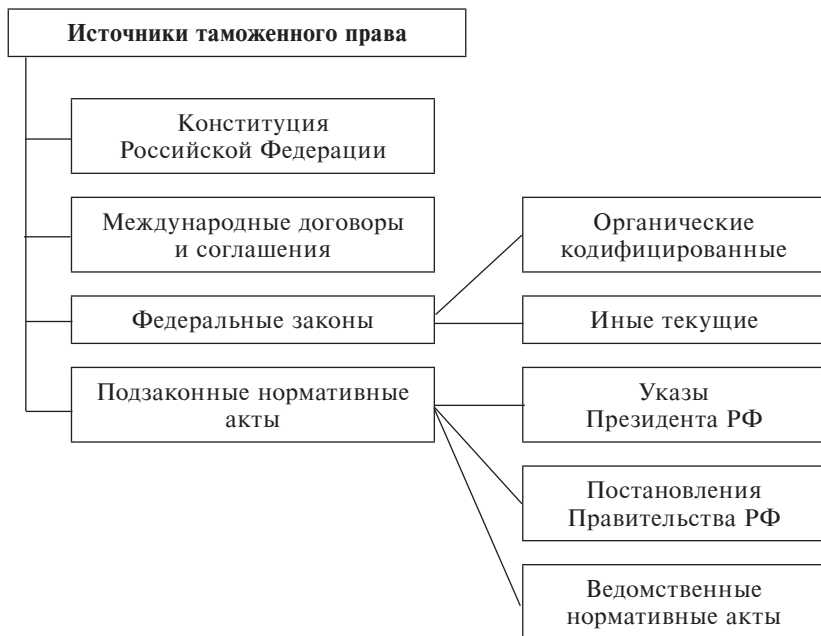 Источники таможенного права
Конституция
Российской Федерации
Международные договоры
и соглашения
Органические
кодифицированные
Федеральные законы
Иные текущие
Подзаконные нормативные
акты
Указы
Президента РФ
Постановления
Правительства РФ
Ведомственные
нормативные акты